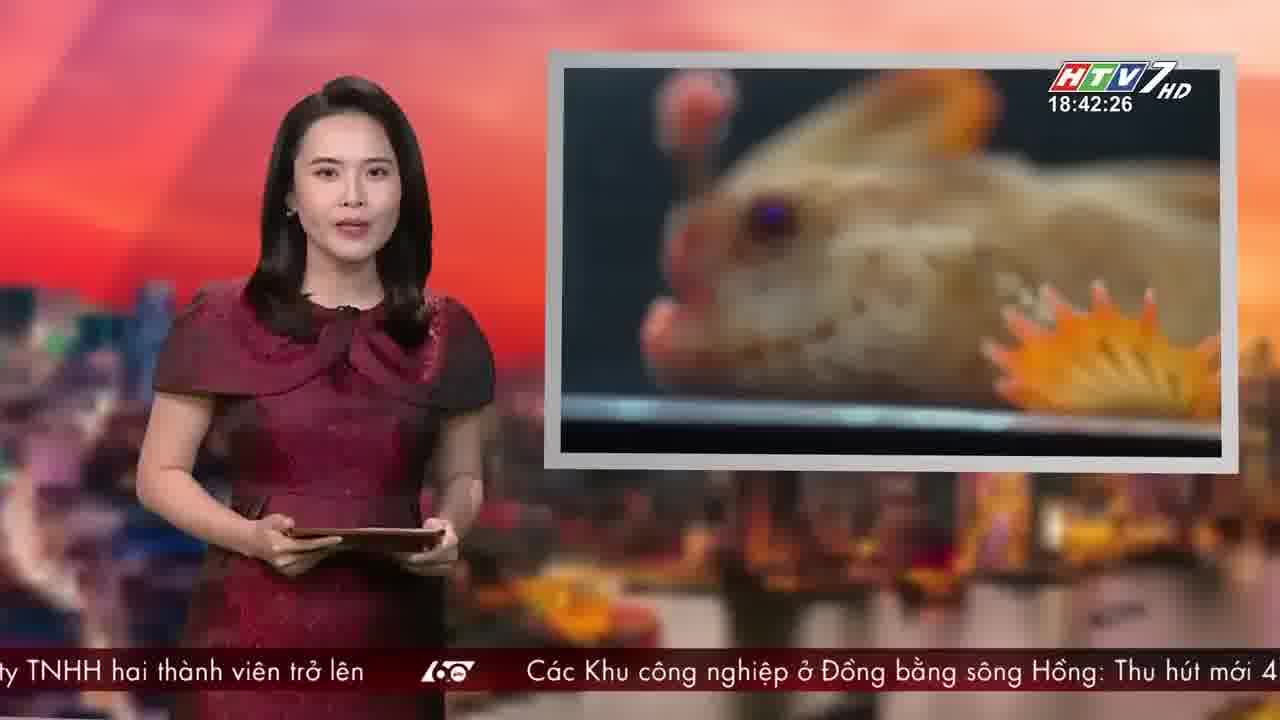 HTV7 HD
18:42:26
ty TNHH hai thành viên trở lên 60 Các Khu công nghiệp ở Đồng bằng sông Hồng: Thu hút mới 4